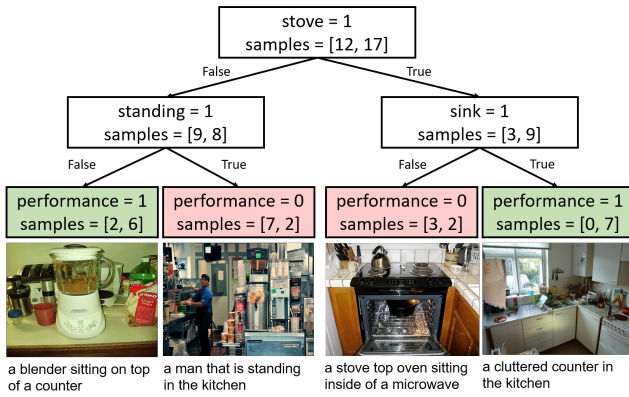 stove = 1
samples = [12, 17]
False
True
standing = 1
samples = [9, 8]
sink = 1
samples = [3, 9]
False
True
False
True
performance = 1
samples = [2, 6]
performance = 0
samples = [7, 2]
performance = 0
samples = [3, 2]
performance = 1
samples = [0, 7]
a blender sitting on top
of a counter
a man that is standing
in the kitchen
a stove top oven sitting
inside of a microwave
a cluttered counter in
the kitchen